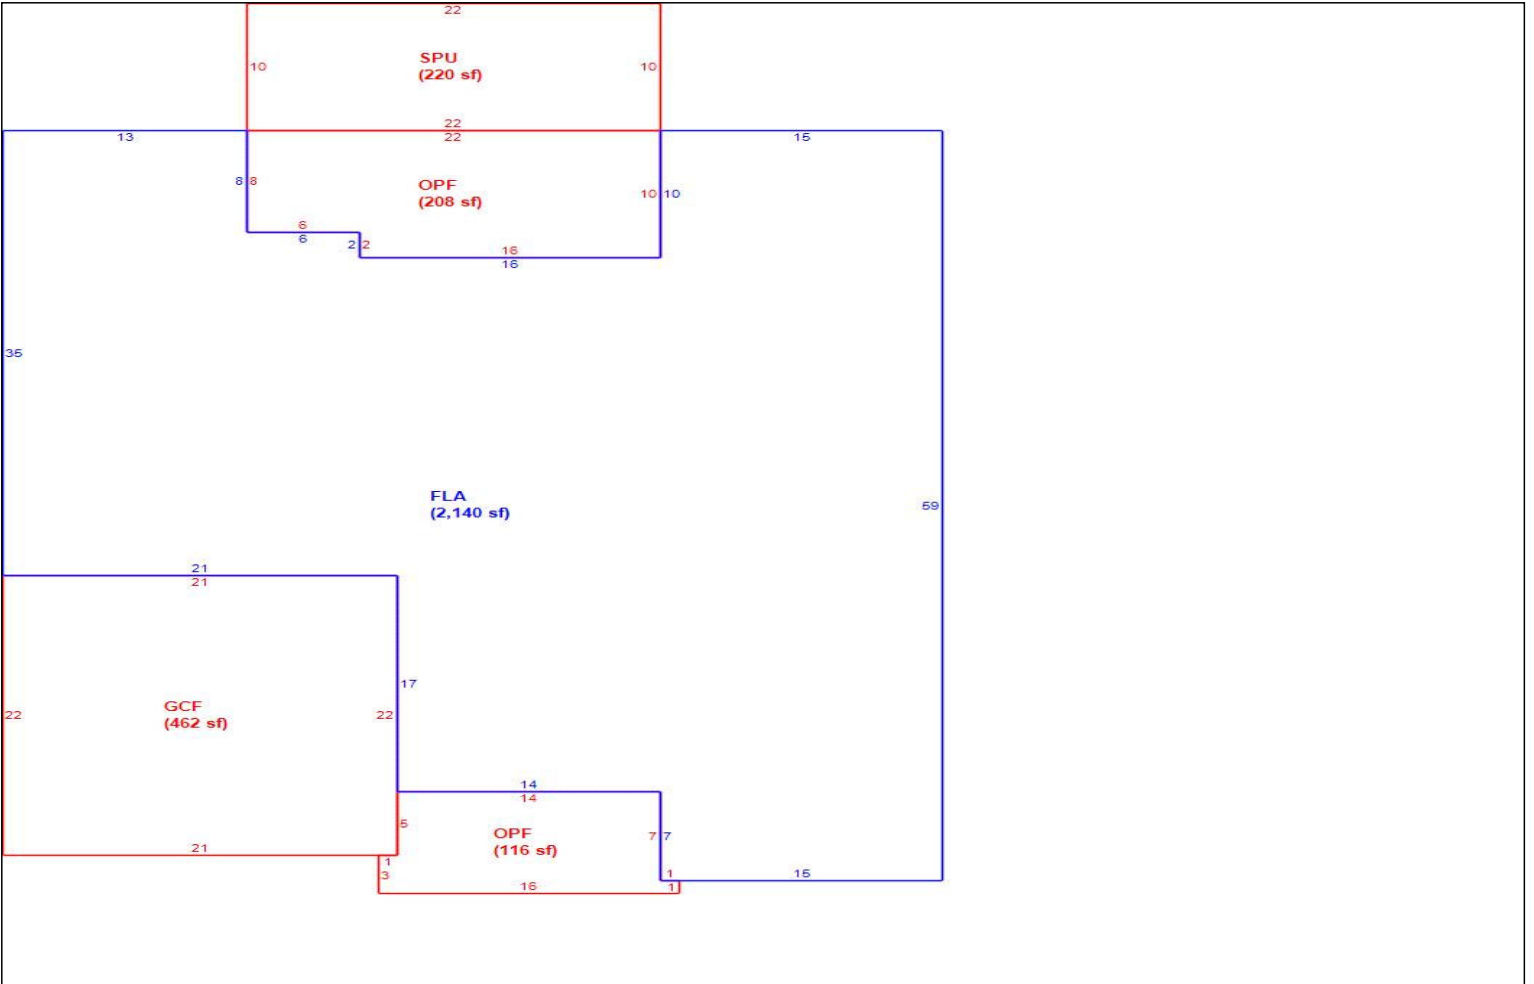 22
SPU
(220 sf)
10 10
22
13 22 15
8 8 OPF
(208 sf) 10 10
6
6 2 2 16
16
35
FLA
(2,140 sf) 59
21
21
17
GCF
(462 sf)
22 22
14
14
5 OPF
(116 sf) 7 7
21 1
3 1 15
16 1